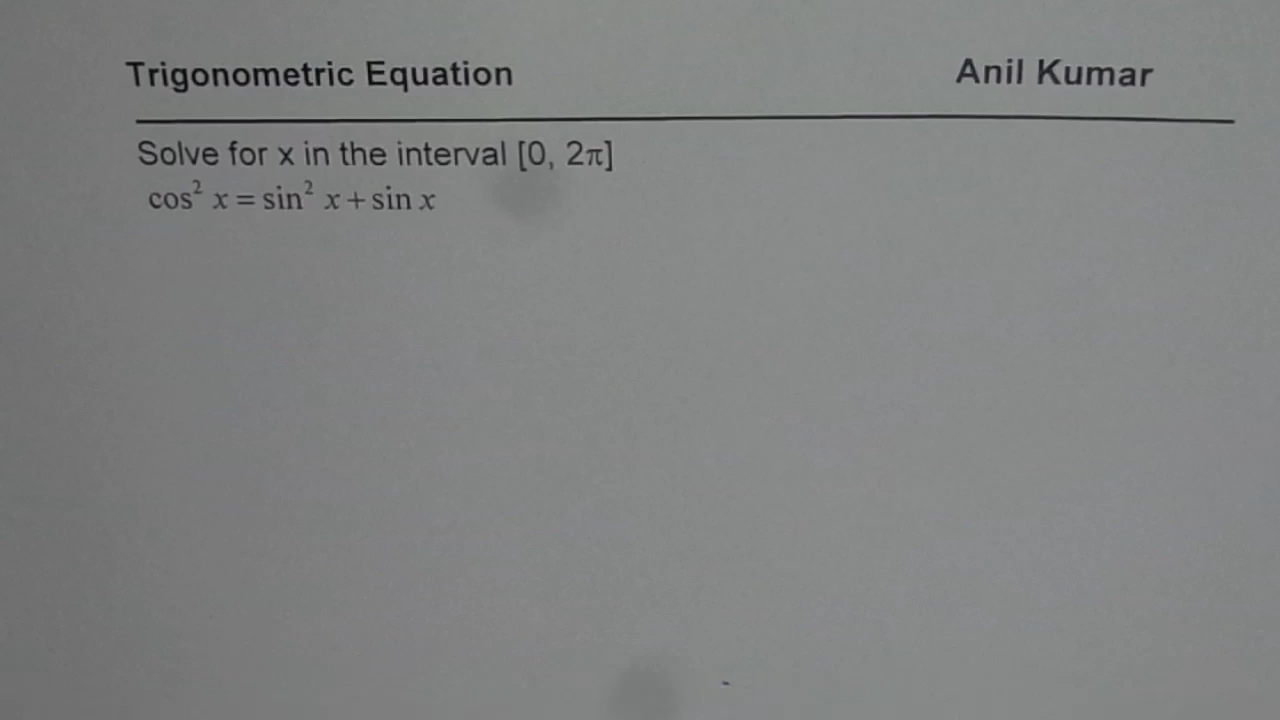 Trigonometric Equation Anil Kumar
Solve for x in the interval [0, 2π]
cos² x = sin² x + sin x